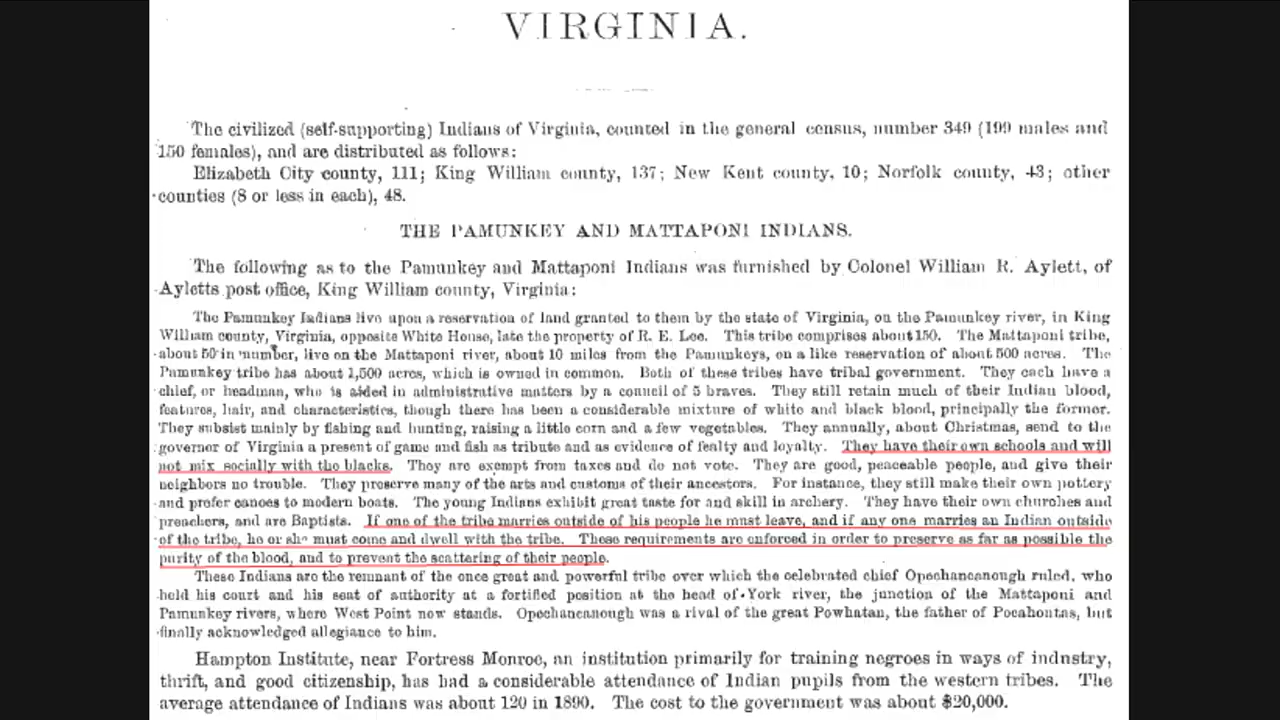 VIRGINIA.
The civilized (self-supporting) Indians of Virginia, counted in the general census, number 349 (199 males and
150 females), and are distributed as follows:
Elizabeth City county, 111; King William county, 137; New Kent county, 10; Norfolk county, 43; other
counties (8 or less in each), 48.
THE PAMUNKEY AND MATTAPONI INDIANS.
The following as to the Pamunkey and Mattaponi Indians was furnished by Colonel William R. Aylett, of
Ayletts post office, King William county, Virginia:
The Pamunkey Indians live upon a reservation of land granted to them by the state of Virginia, on the Pamunkey river, in King
William county, Virginia, opposite White House, late the property of R. E. Lee. This tribe comprises about 150. The Mattaponi tribe,
about 50 in number, live on the Mattaponi river, about 10 miles from the Pamunkeys, on a like reservation of about 500 acres. The
Pamunkey tribe has about 1,500 acres, which is owned in common. Both of these tribes have tribal government. They each have a
chief, or headman, who is aided in administrative matters by a council of 5 braves. They still retain much of their Indian blood,
features, hair, and characteristics, though there has been a considerable mixture of white and black blood, principally the former.
They subsist mainly by fishing and hunting, raising a little corn and a few vegetables. They annually, about Christmas, send to the
governor of Virginia a present of game and fish as tribute and as evidence of fealty and loyalty. They have their own schools and will
not mix socially with the blacks. They are exempt from taxes and do not vote. They are good, peaceable people, and give their
neighbors no trouble. They preserve many of the arts and customs of their ancestors. For instance, they still make their own pottery
and prefer canoes to modern boats. The young Indians exhibit great taste for and skill in archery. They have their own churches and
preachers, and are Baptists. If one of the tribe marries outside of his people he must leave, and if any one marries an Indian outside
of the tribe, he or she must come and dwell with the tribe. These requirements are enforced in order to preserve as far as possible the
purity of the blood, and to prevent the scattering of their people.
These Indians are the remnant of the once great and powerful tribe over which the celebrated chief Opechancanough ruled, who
held his court and his seat of authority at a fortified position at the head of York river, the junction of the Mattaponi and
Pamunkey rivers, where West Point now stands. Opechancanough was a rival of the great Powhatan, the father of Pocahontas, but
finally acknowledged allegiance to him.
Hampton Institute, near Fortress Monroe, an institution primarily for training negroes in ways of industry,
thrift, and good citizenship, has had a considerable attendance of Indian pupils from the western tribes. The
average attendance of Indians was about 120 in 1890. The cost to the government was about $20,000.